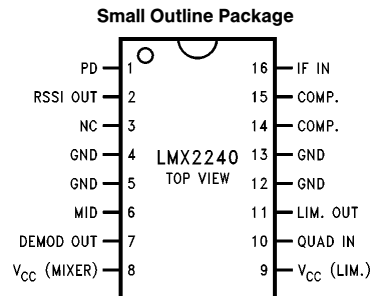 Small Outline Package
PD 1 16 IF IN
RSSI OUT 2 15 COMP.
NC 3 14 COMP.
GND 4 LMX2240 13 GND
TOP VIEW
GND 5 12 GND
MID 6 11 LIM. OUT
DEMOD OUT 7 10 QUAD IN
VCC (MIXER) 8 9 VCC (LIM.)